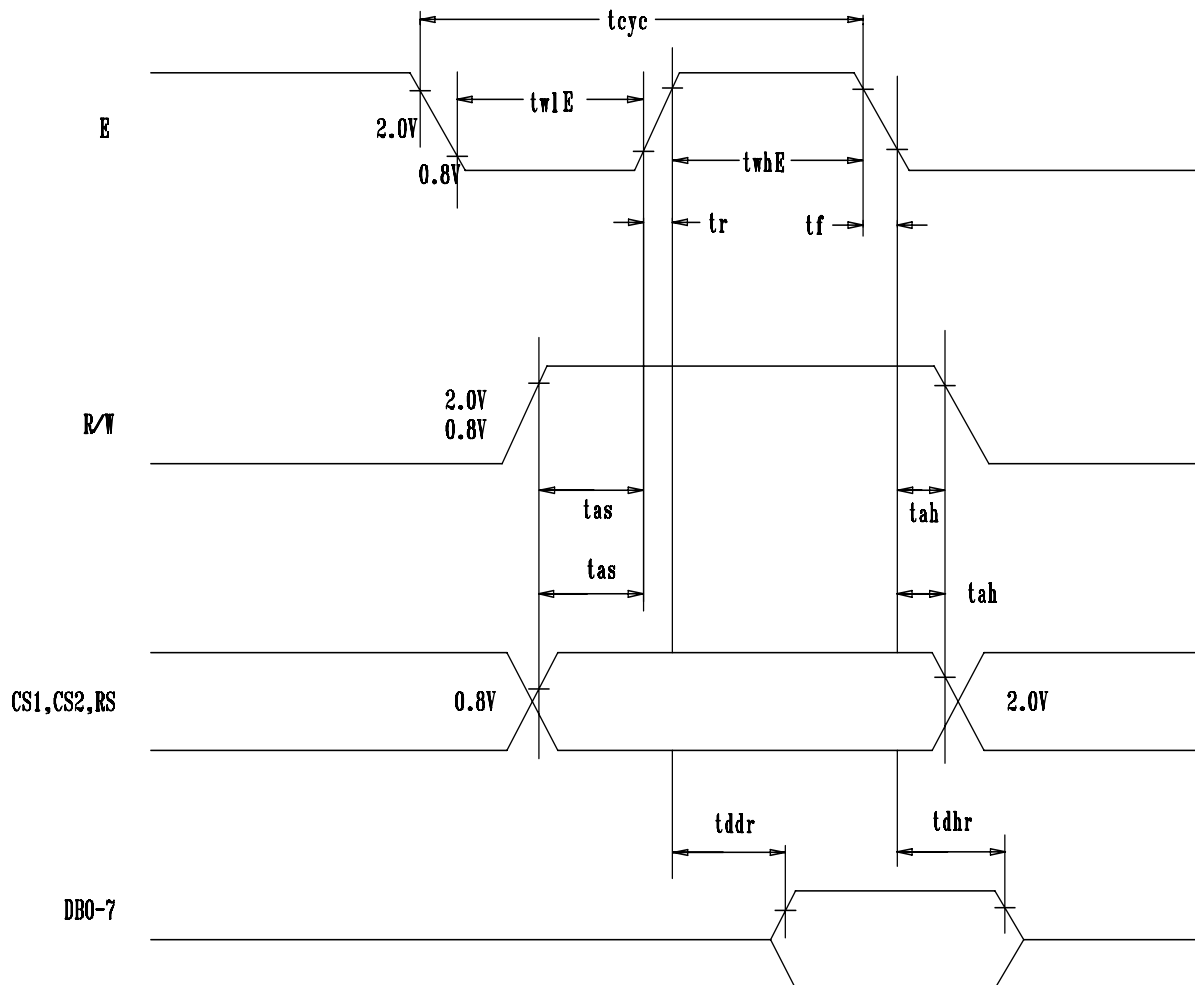 tcyc
twlE
E
2.0V
0.8V
twhE
tr
tf
2.0V
R/W
0.8V
tas
tah
tas
tah
CS1,CS2,RS
0.8V
2.0V
tddr
tdhr
DB0-7